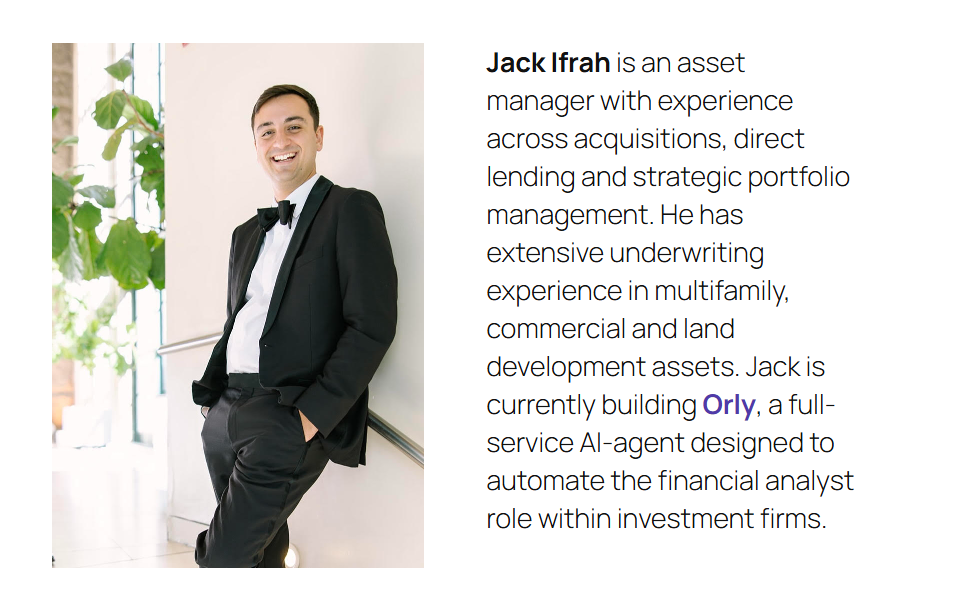 Jack Ifrah is an asset
manager with experience
across acquisitions, direct
lending and strategic portfolio
management. He has
extensive underwriting
experience in multifamily,
commercial and land
development assets. Jack is
currently building Orly, a full-
service AI-agent designed to
automate the financial analyst
role within investment firms.